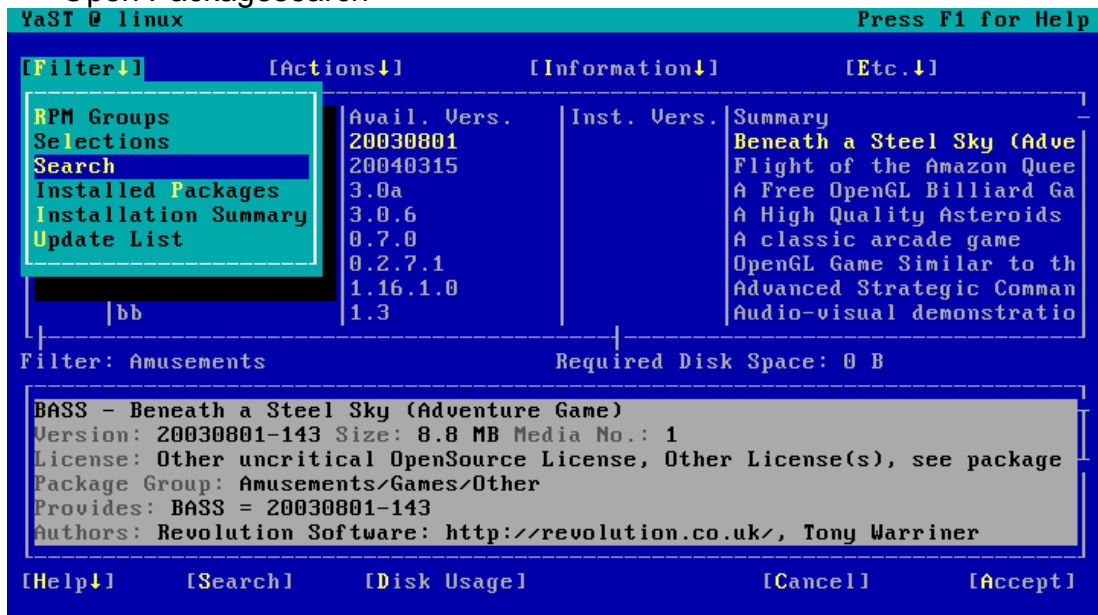 Open Packagesearch
YaST @ linux Press F1 for Help
[Filter↓] [Actions↓] [Information↓] [Etc.↓]
RPM Groups
Selections
Search
Installed Packages
Installation Summary
Update List
Avail. Vers. Inst. Vers. Summary
20030801 Beneath a Steel Sky (Adve
20040315 Flight of the Amazon Quee
3.0a A Free OpenGL Billiard Ga
3.0.6 A High Quality Asteroids
0.7.0 A classic arcade game
0.2.7.1 OpenGL Game Similar to th
1.16.1.0 Advanced Strategic Comman
bb 1.3 Audio-visual demonstratio
Filter: Amusements Required Disk Space: 0 B
BASS - Beneath a Steel Sky (Adventure Game)
Version: 20030801-143 Size: 8.8 MB Media No.: 1
License: Other uncritical OpenSource License, Other License(s), see package
Package Group: Amusements/Games/Other
Provides: BASS = 20030801-143
Authors: Revolution Software: http://revolution.co.uk/, Tony Warriner
[Help↓] [Search] [Disk Usage] [Cancel] [Accept]